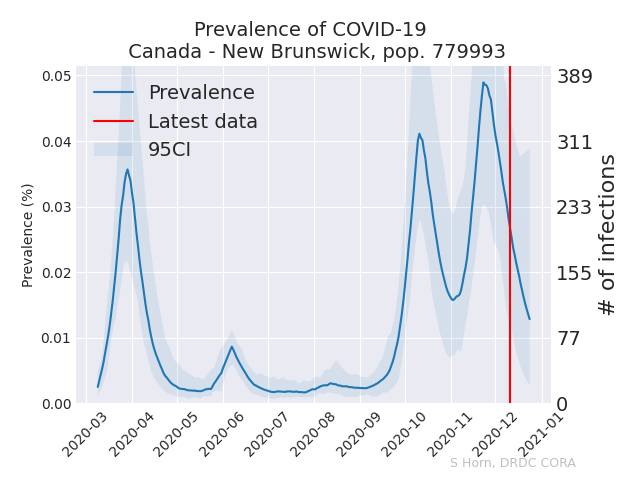 Prevalence of COVID-19
Canada - New Brunswick, pop. 779993
Prevalence
Latest data
95CI
Prevalence (%)
0.05
0.04
0.03
0.02
0.01
0.00
389
311
233
155
77
0
# of infections
2020-03
2020-04
2020-05
2020-06
2020-07
2020-08
2020-09
2020-10
2020-11
2020-12
2021-01
S Horn, DRDC CORA